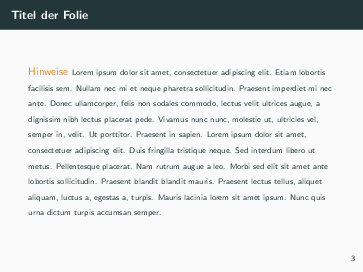 Titel der Folie
Hinweise Lorem ipsum dolor sit amet, consectetuer adipiscing elit. Etiam lobortis
facilisis sem. Nullam nec mi et neque pharetra sollicitudin. Praesent imperdiet mi nec
ante. Donec ullamcorper, felis non sodales commodo, lectus velit ultrices augue, a
dignissim nibh lectus placerat pede. Vivamus nunc nunc, molestie ut, ultricies vel,
semper in, velit. Ut porttitor. Praesent in sapien. Lorem ipsum dolor sit amet,
consectetuer adipiscing elit. Duis fringilla tristique neque. Sed interdum libero ut
metus. Pellentesque placerat. Nam rutrum augue a leo. Morbi sed elit sit amet ante
lobortis sollicitudin. Praesent blandit blandit mauris. Praesent lectus tellus, aliquet
aliquam, luctus a, egestas a, turpis. Mauris lacinia lorem sit amet ipsum. Nunc quis
urna dictum turpis accumsan semper.
3